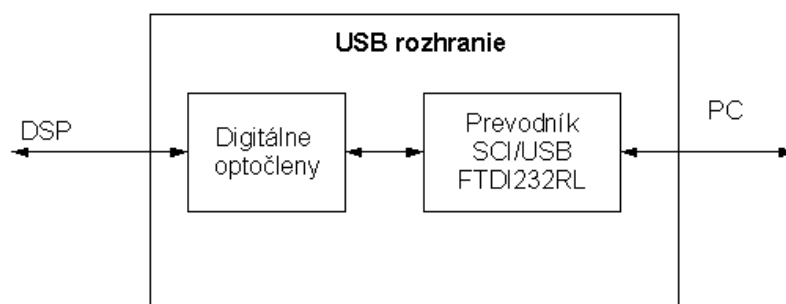 USB rozhranie
DSP
Digitálne
optočleny
Prevodník
SCI/USB
FTDI232RL
PC